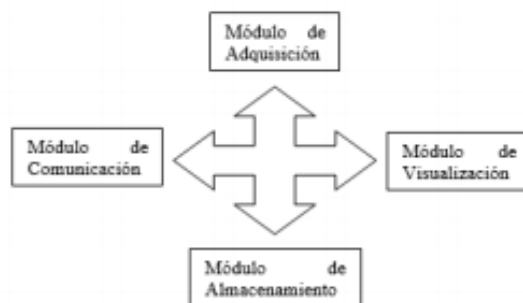 Módulo de
Adquisición
Módulo de
Comunicación
Módulo de
Visualización
Módulo de
Almacenamiento